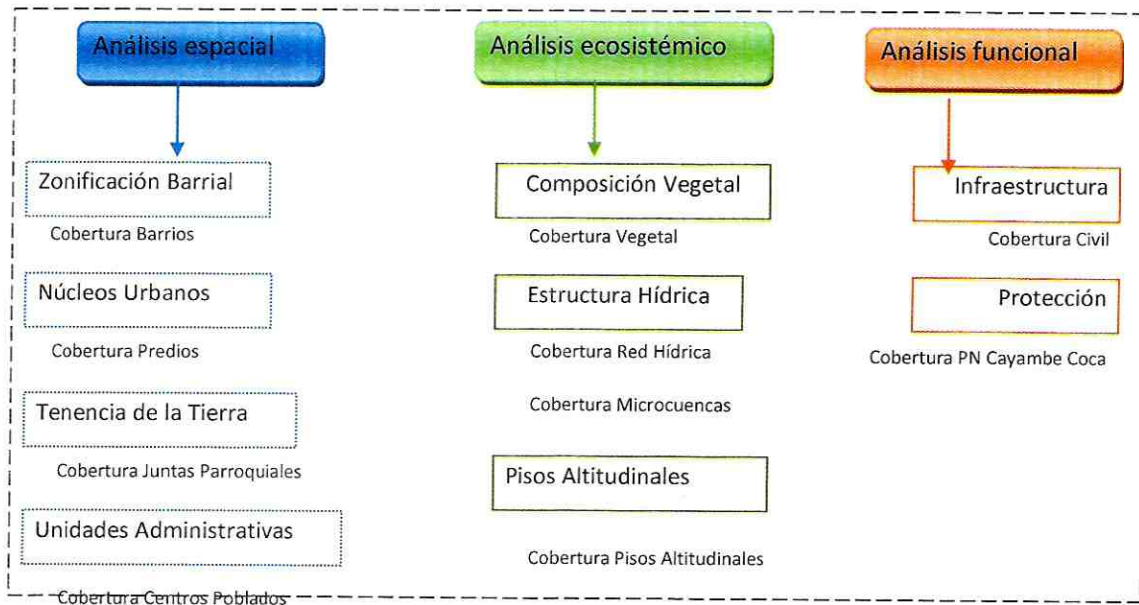 Análisis espacial
Zonificación Barrial
Cobertura Barrios
Núcleos Urbanos
Cobertura Predios
Tenencia de la Tierra
Cobertura Juntas Parroquiales
Unidades Administrativas
Cobertura Centros Poblados
Análisis ecosistémico
Composición Vegetal
Cobertura Vegetal
Estructura Hídrica
Cobertura Red Hídrica
Cobertura Microcuencas
Pisos Altitudinales
Cobertura Pisos Altitudinales
Análisis funcional
Infraestructura
Cobertura Civil
Protección
Cobertura PN Cayambe Coca